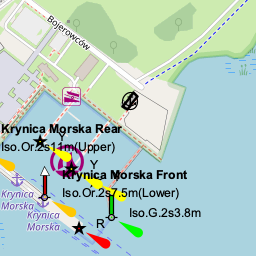 Bojerowców
Krynica Morska Rear
Y
Iso.Or.2s11m(Upper)
Y
Krynica Morska Front
Iso.Or.2s7.5m(Lower)
Iso.G.2s3.8m
R
Krynica
Morska
Krynica
Morska